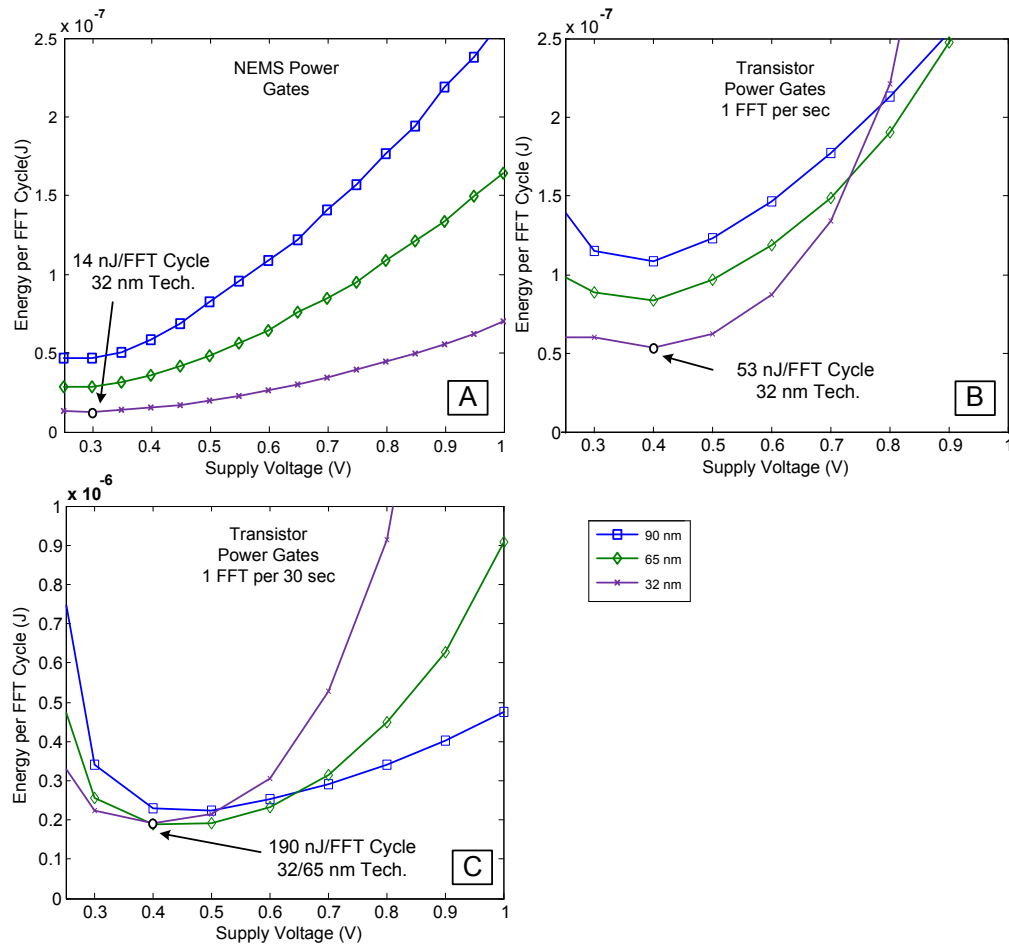 x 10⁻⁷
2.5
2
1.5
1
0.5
0
0.3 0.4 0.5 0.6 0.7 0.8 0.9 1
Energy per FFT Cycle(J)
Supply Voltage (V)
NEMS Power
Gates
14 nJ/FFT Cycle
32 nm Tech.
A
x 10⁻⁷
2.5
2
1.5
1
0.5
0
0.3 0.4 0.5 0.6 0.7 0.8 0.9 1
Energy per FFT Cycle (J)
Supply Voltage (V)
Transistor
Power Gates
1 FFT per sec
53 nJ/FFT Cycle
32 nm Tech.
B
x 10⁻⁶
1
0.9
0.8
0.7
0.6
0.5
0.4
0.3
0.2
0.1
0
0.3 0.4 0.5 0.6 0.7 0.8 0.9 1
Energy per FFT Cycle (J)
Supply Voltage (V)
Transistor
Power Gates
1 FFT per 30 sec
190 nJ/FFT Cycle
32/65 nm Tech.
C
90 nm
65 nm
32 nm